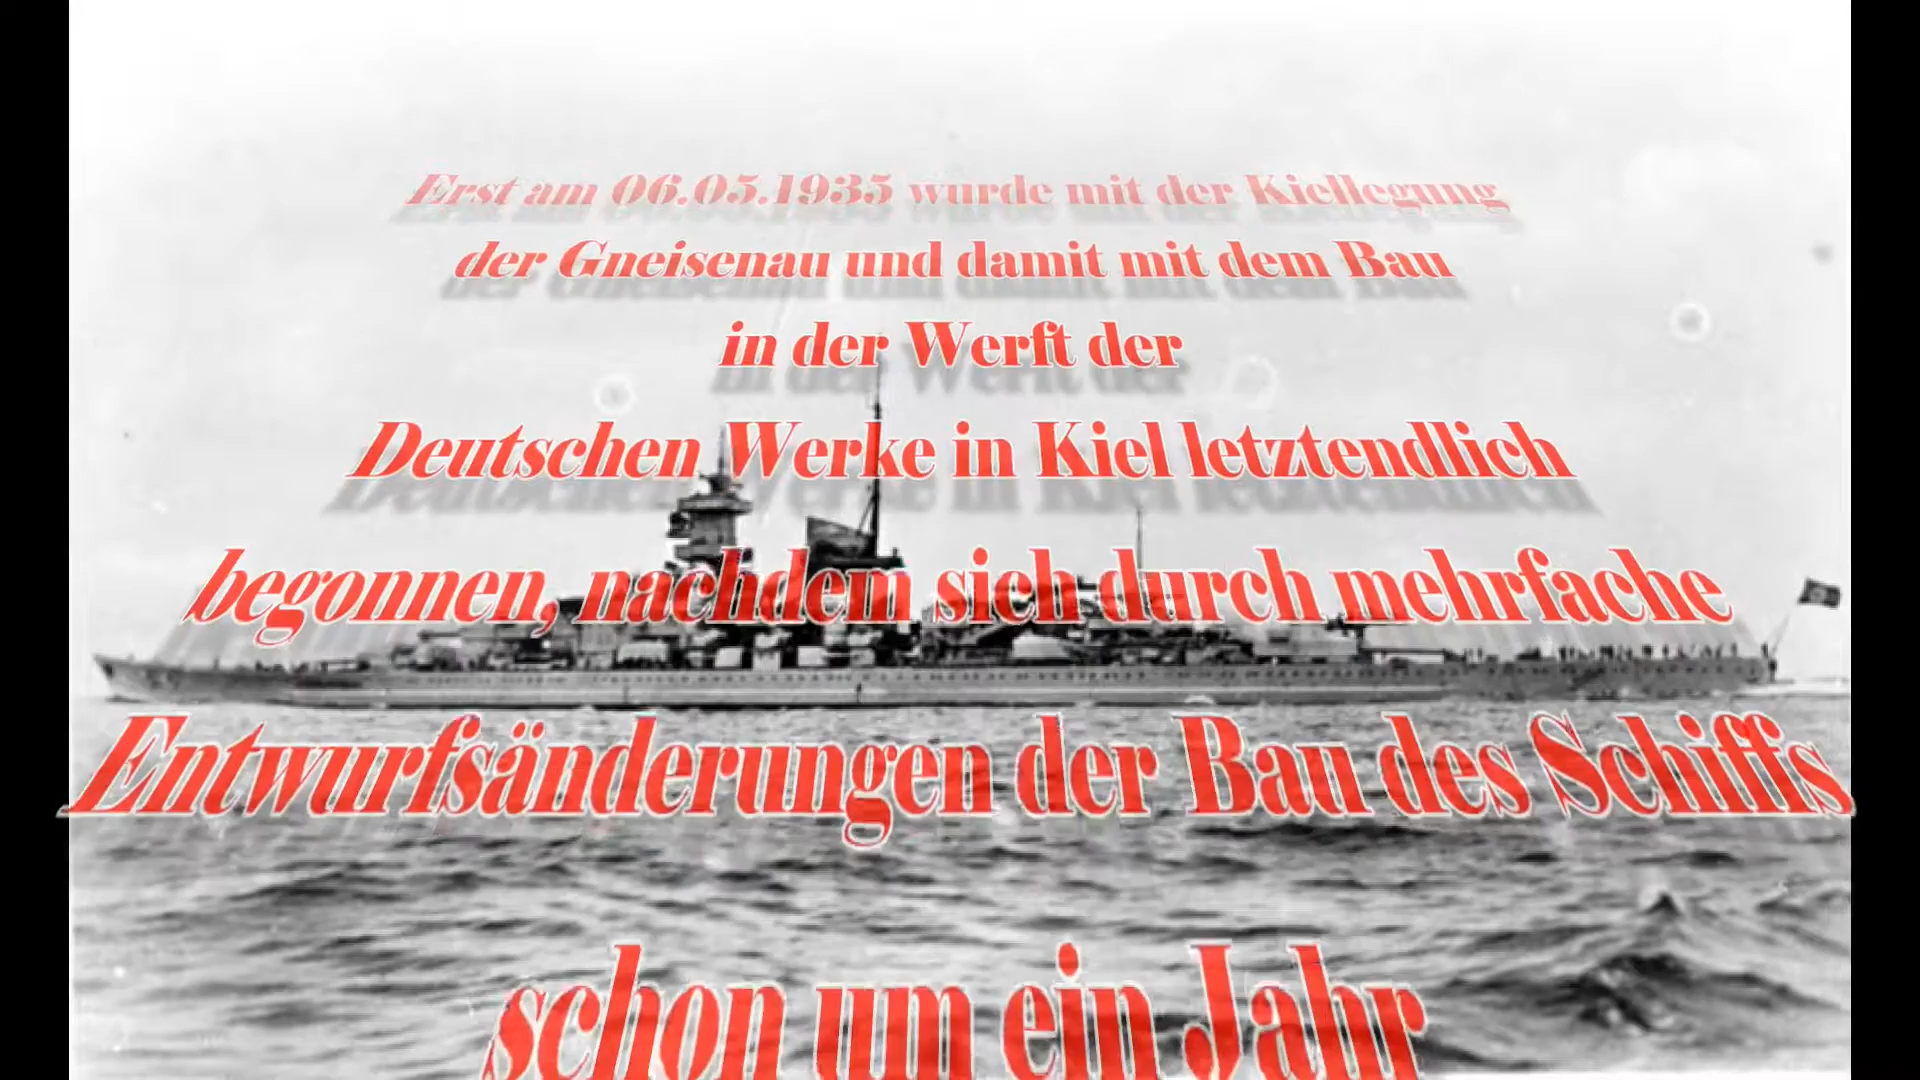 Erst am 06.05.1935 wurde mit der Kiellegung
der Gneisenau und damit mit dem Bau
in der Werft der
Deutschen Werke in Kiel letztendlich
begonnen, nachdem sich durch mehrfache
Entwurfsänderungen der Bau des Schiffs
schon um ein Jahr